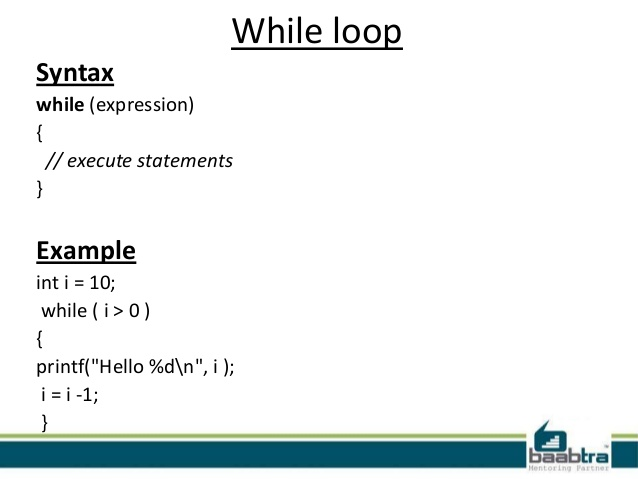 While loop
Syntax
while (expression)
{
// execute statements
}
Example
int i = 10;
while ( i > 0 )
{
printf("Hello %d\n", i );
i = i -1;
}
baabtra
Mentoring Partner